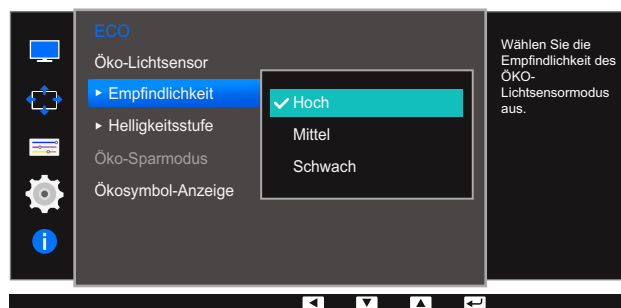 ECO
Öko-Lichtsensor
Empfindlichkeit
Helligkeitsstufe
Öko-Sparmodus
Ökosymbol-Anzeige
Hoch
Mittel
Schwach
Wählen Sie die
Empfindlichkeit des
ÖKO-
Lichtsensormodus
aus.